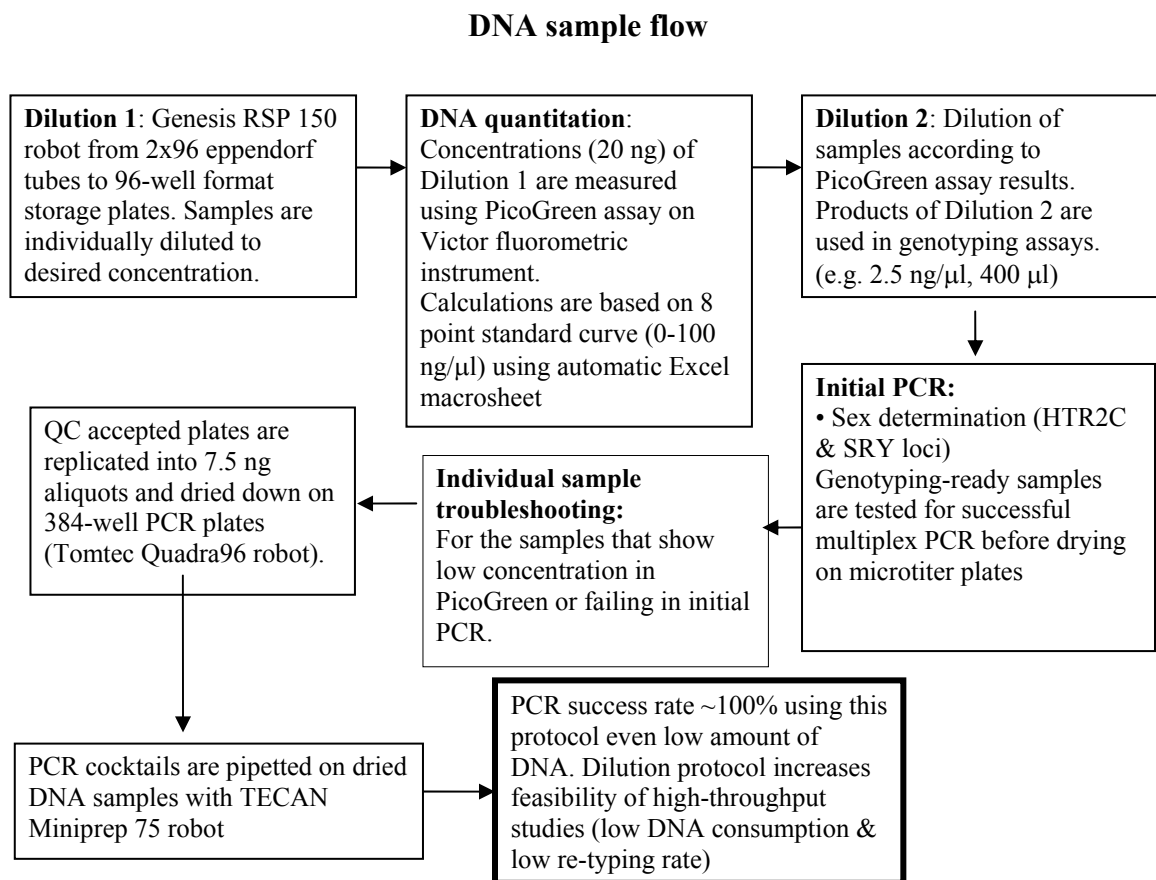 DNA sample flow
Dilution 1: Genesis RSP 150
robot from 2x96 eppendorf
tubes to 96-well format
storage plates. Samples are
individually diluted to
desired concentration.
DNA quantitation:
Concentrations (20 ng) of
Dilution 1 are measured
using PicoGreen assay on
Victor fluorometric
instrument.
Calculations are based on 8
point standard curve (0-100
ng/μl) using automatic Excel
macrosheet
Dilution 2: Dilution of
samples according to
PicoGreen assay results.
Products of Dilution 2 are
used in genotyping assays.
(e.g. 2.5 ng/μl, 400 μl)
Initial PCR:
• Sex determination (HTR2C
& SRY loci)
Genotyping-ready samples
are tested for successful
multiplex PCR before drying
on microtiter plates
Individual sample
troubleshooting:
For the samples that show
low concentration in
PicoGreen or failing in initial
PCR.
QC accepted plates are
replicated into 7.5 ng
aliquots and dried down on
384-well PCR plates
(Tomtec Quadra96 robot).
PCR cocktails are pipetted on dried
DNA samples with TECAN
Miniprep 75 robot
PCR success rate ~100% using this
protocol even low amount of
DNA. Dilution protocol increases
feasibility of high-throughput
studies (low DNA consumption &
low re-typing rate)